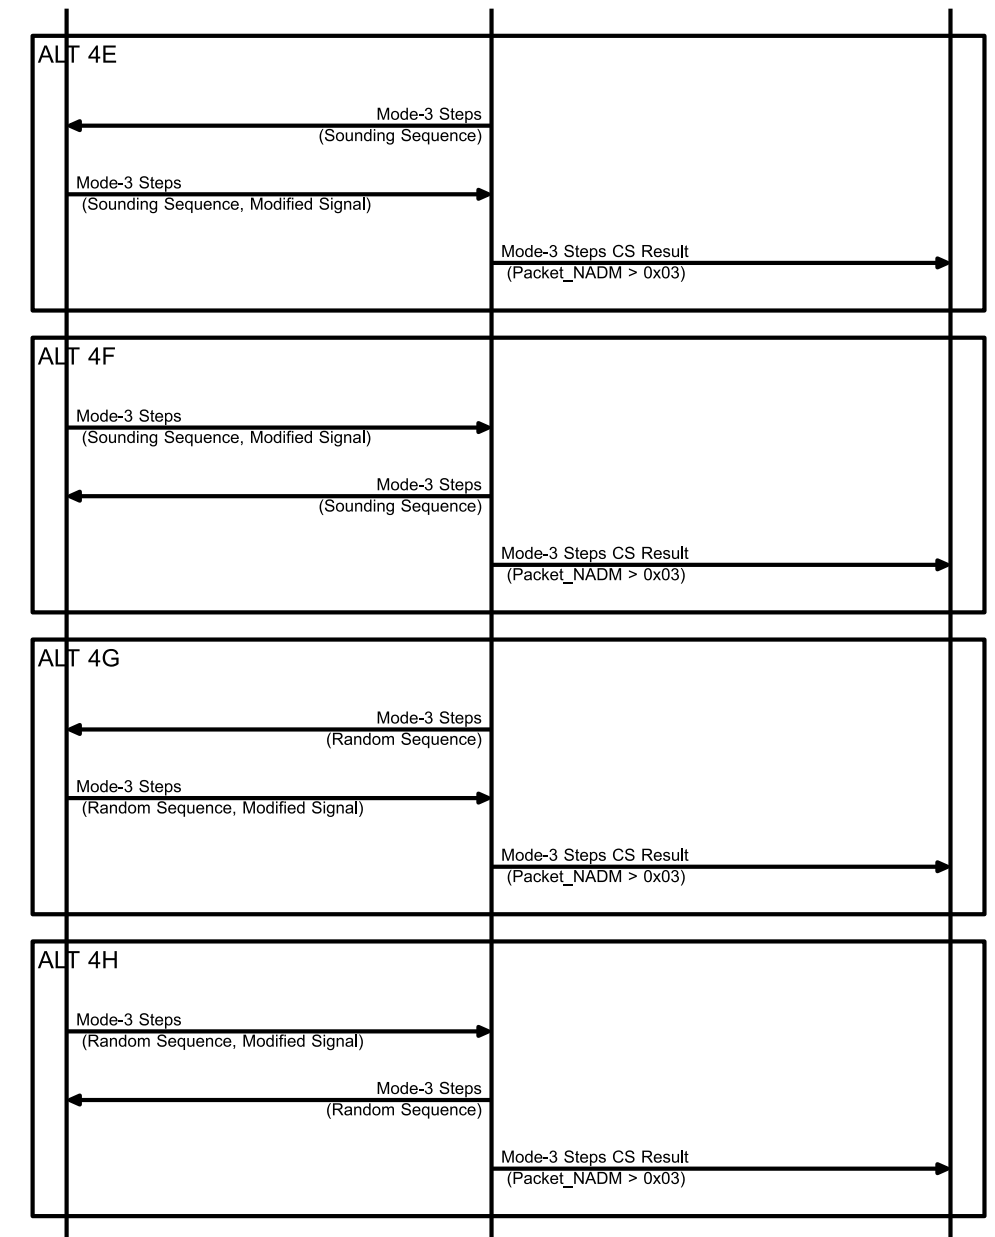 ALT 4E
Mode-3 Steps
(Sounding Sequence)
Mode-3 Steps
(Sounding Sequence, Modified Signal)
Mode-3 Steps CS Result
(Packet_NADM > 0x03)
ALT 4F
Mode-3 Steps
(Sounding Sequence, Modified Signal)
Mode-3 Steps
(Sounding Sequence)
Mode-3 Steps CS Result
(Packet_NADM > 0x03)
ALT 4G
Mode-3 Steps
(Random Sequence)
Mode-3 Steps
(Random Sequence, Modified Signal)
Mode-3 Steps CS Result
(Packet_NADM > 0x03)
ALT 4H
Mode-3 Steps
(Random Sequence, Modified Signal)
Mode-3 Steps
(Random Sequence)
Mode-3 Steps CS Result
(Packet_NADM > 0x03)